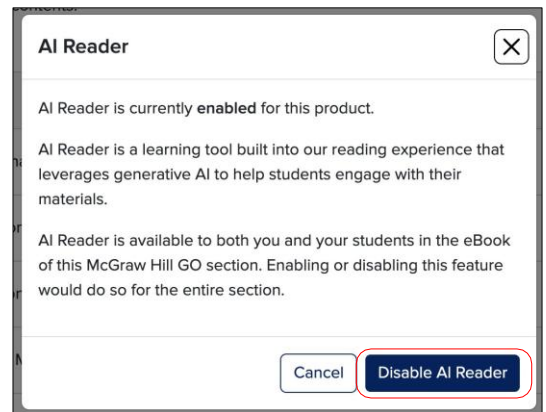 contents.
AI Reader
AI Reader is currently enabled for this product.
AI Reader is a learning tool built into our reading experience that
leverages generative AI to help students engage with their
materials.
AI Reader is available to both you and your students in the eBook
of this McGraw Hill GO section. Enabling or disabling this feature
would do so for the entire section.
Cancel
Disable AI Reader